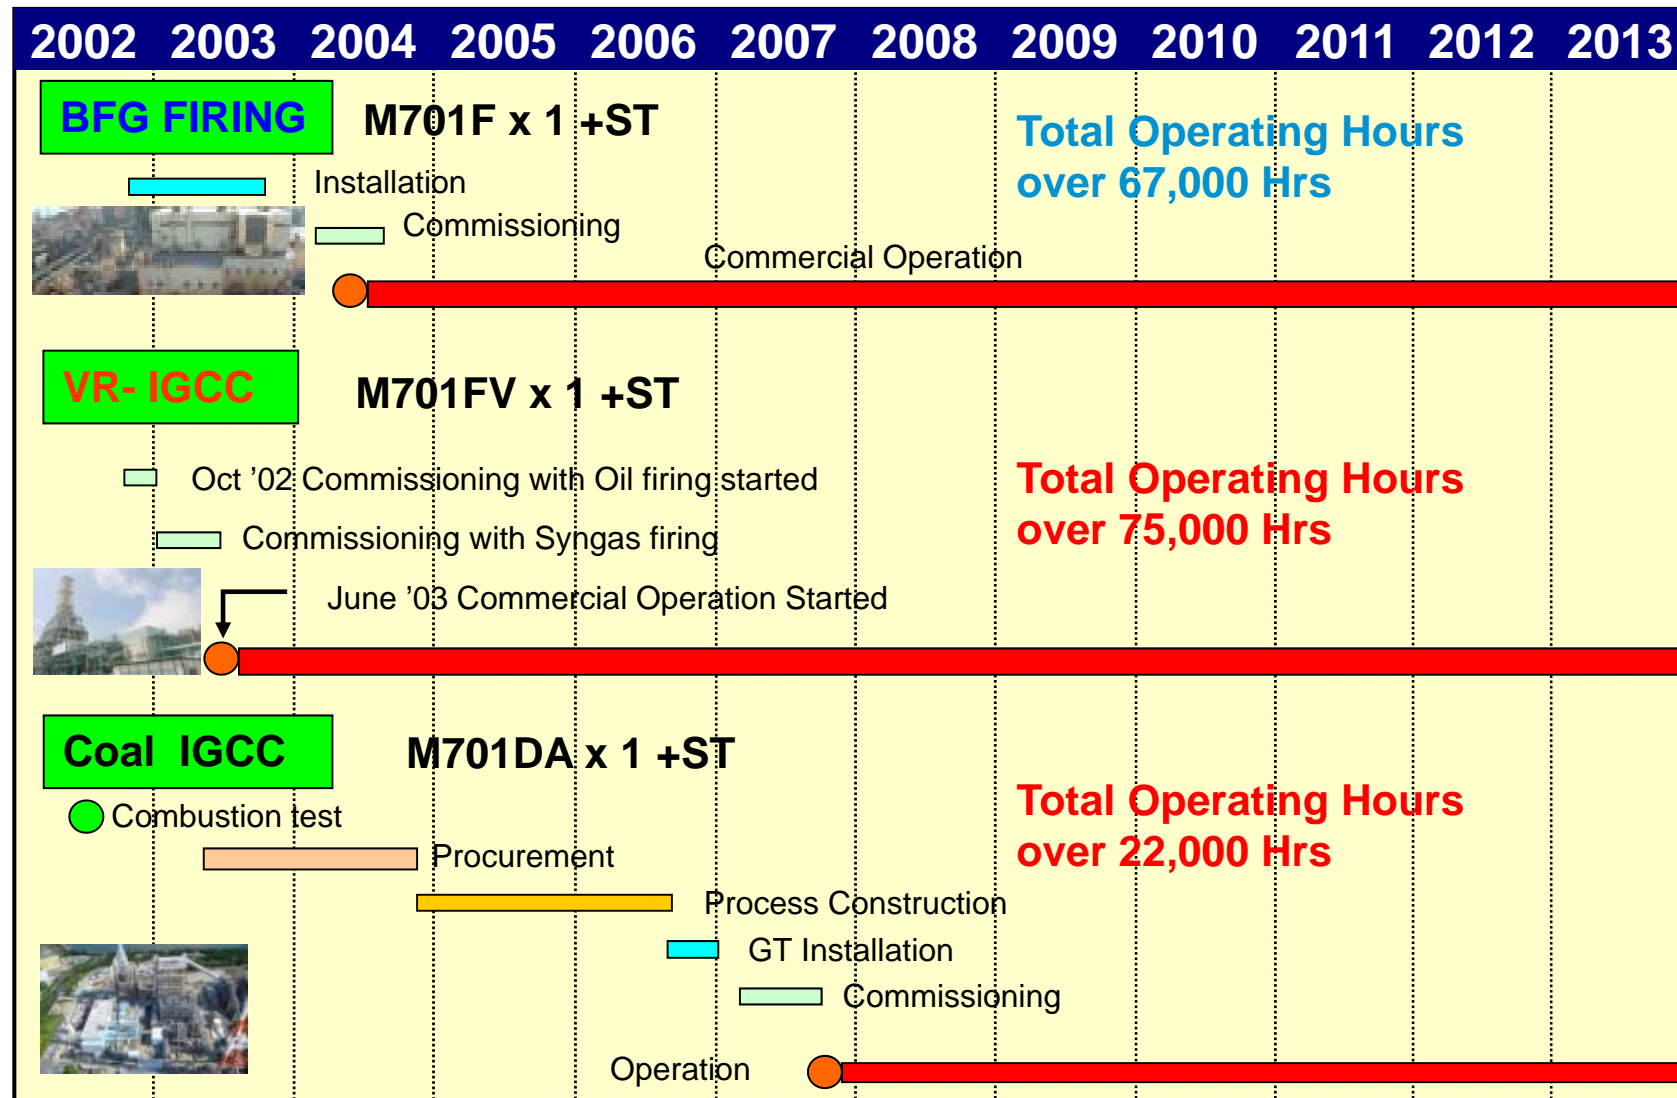 2002 2003 2004 2005 2006 2007 2008 2009 2010 2011 2012 2013
BFG FIRING
M701F x 1 +ST
Total Operating Hours
over 67,000 Hrs
Installation
Commissioning
Commercial Operation
VR- IGCC
M701FV x 1 +ST
Oct ’02 Commissioning with Oil firing started
Total Operating Hours
over 75,000 Hrs
Commissioning with Syngas firing
June ’03 Commercial Operation Started
Coal IGCC
M701DA x 1 +ST
Total Operating Hours
over 22,000 Hrs
Combustion test
Procurement
Process Construction
GT Installation
Commissioning
Operation